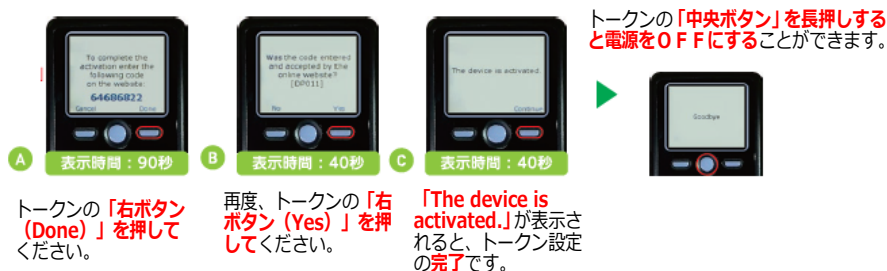 To complete the
activation enter the
following code
on the website:
64686822
Cancel Done
A 表示時間：90秒
トークンの「右ボタン
（Done）」を押して
ください。
Was the code entered
and accepted by the
online website?
[DP011]
No Yes
B 表示時間：40秒
再度、トークンの「右
ボタン（Yes）」を押
してください。
The device is activated.
Continue
C 表示時間：40秒
「The device is
activated.」が表示さ
れると、トークン設定
の完了です。
トークンの「中央ボタン」を長押しする
と電源をＯＦＦにすることができます。
Goodbye